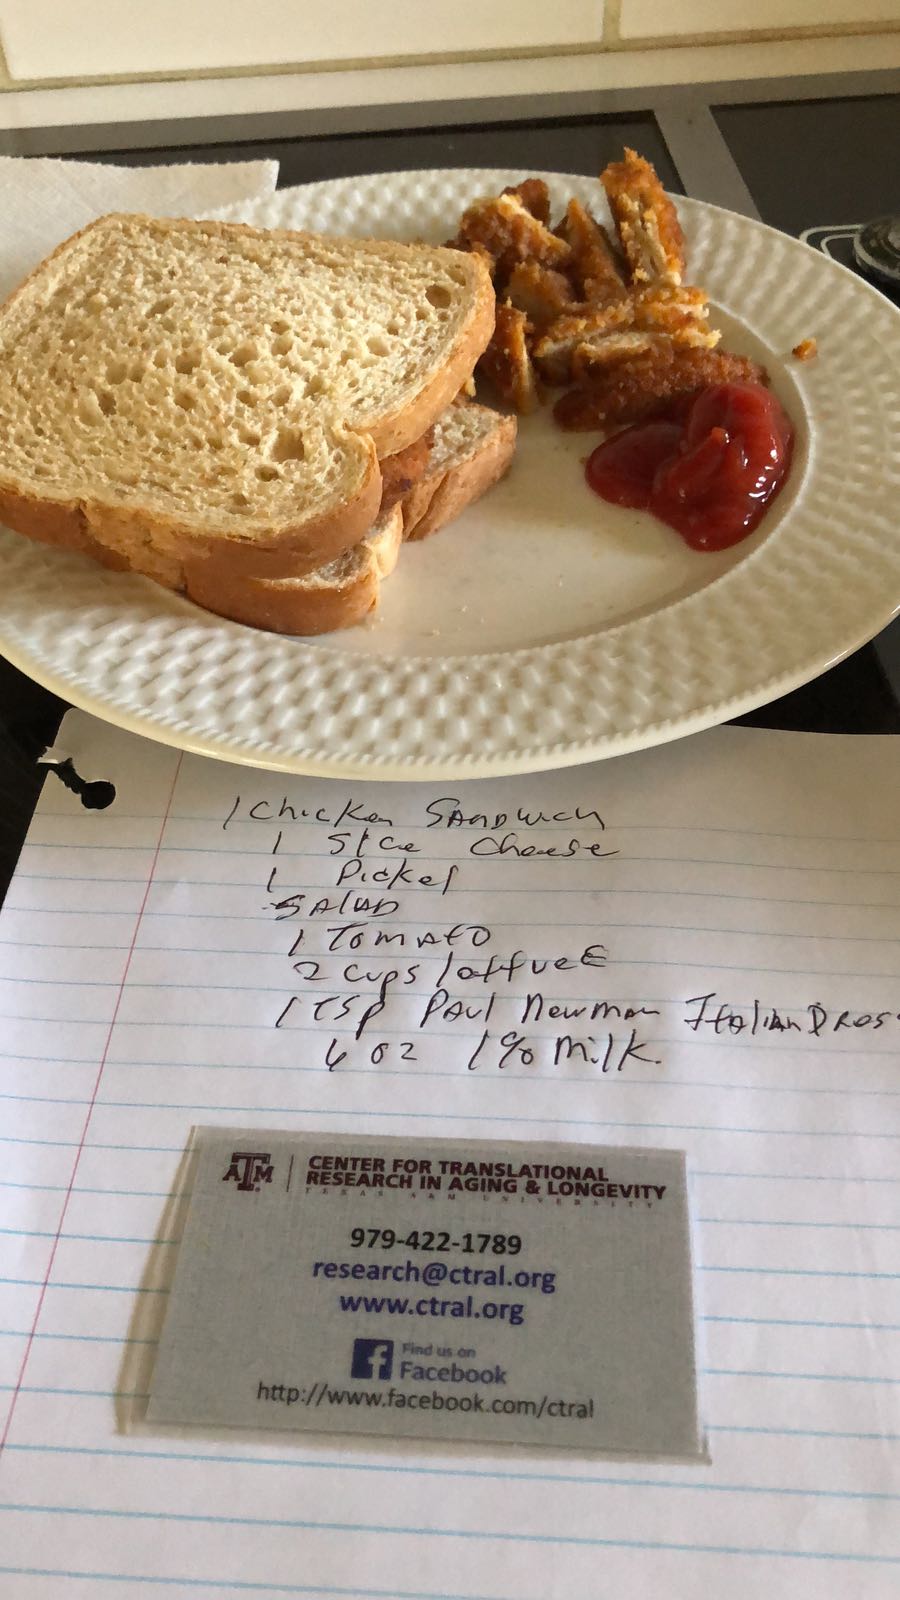 1 Chicken SANDwich
1 Slce Cheese
1 Pickel
SAlAD
1 TOMATO
2 cups lattuce
1 TSP PAul Newman ItaliAn Dres
6 oz 1% Milk.
ATM
CENTER FOR TRANSLATIONAL
RESEARCH IN AGING & LONGEVITY
TEXAS A&M UNIVERSITY
979-422-1789
research@ctral.org
www.ctral.org
f Find us on
Facebook
http://www.facebook.com/ctral